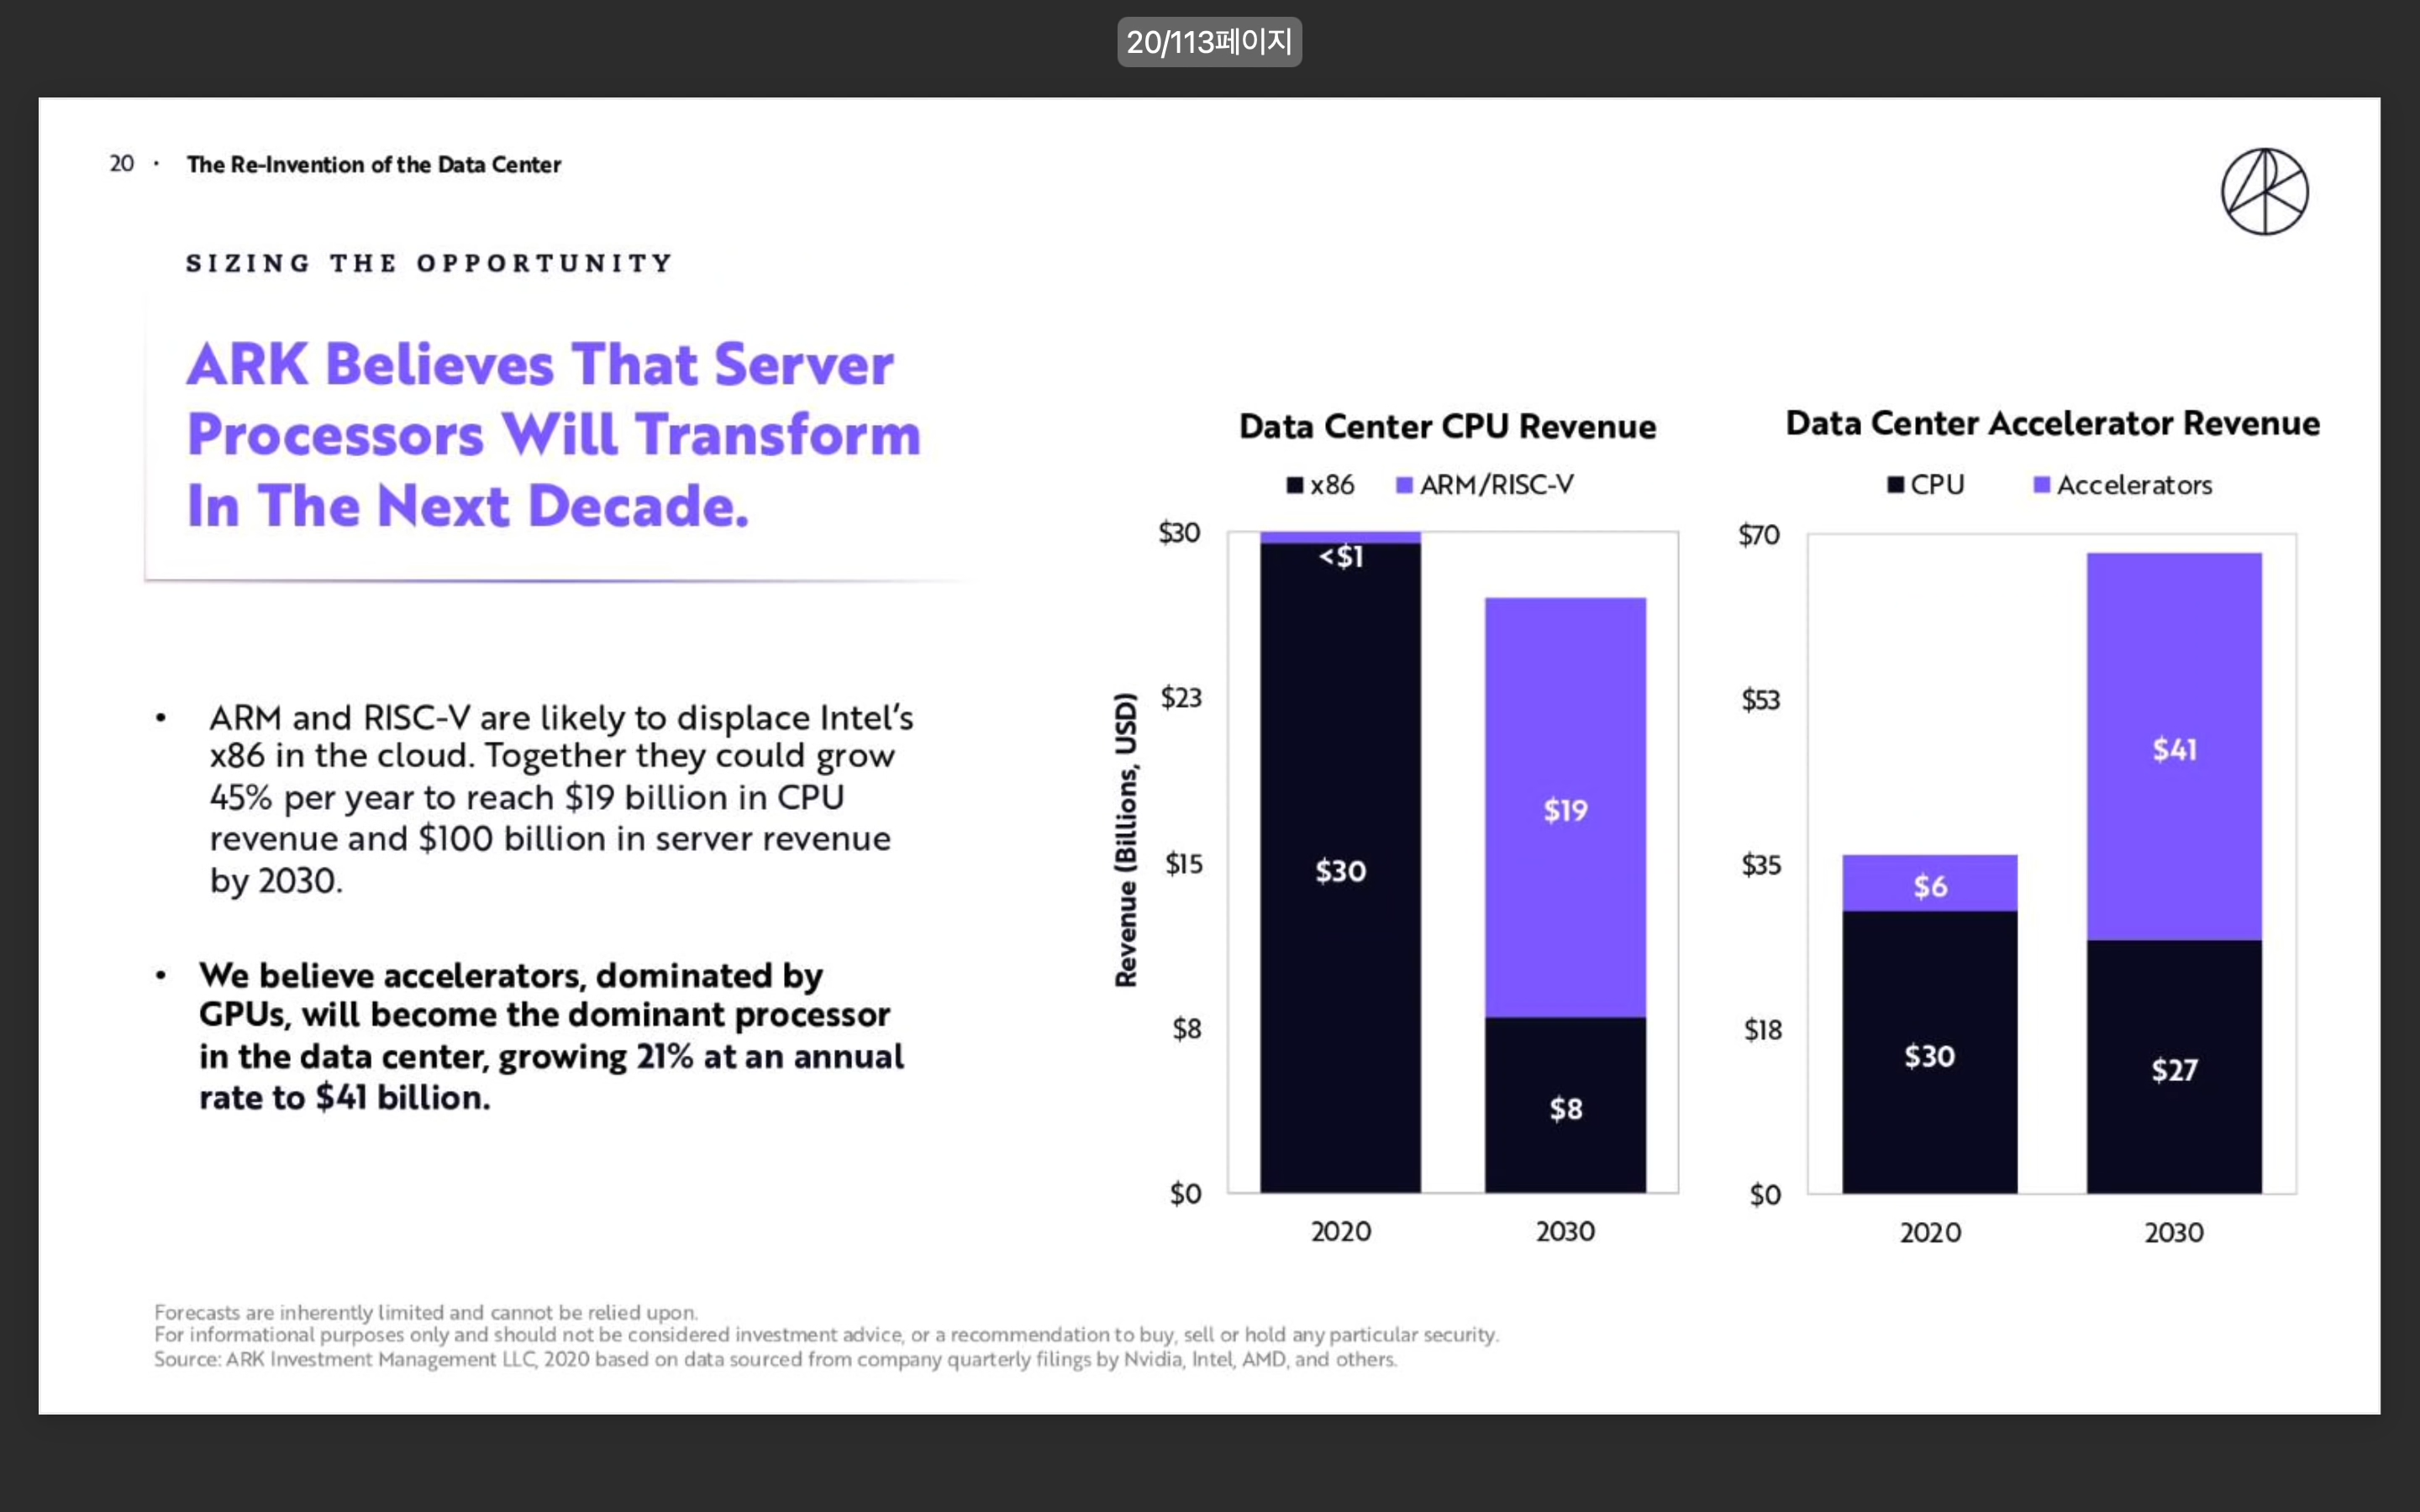 20/113페이지
20 · The Re-Invention of the Data Center
SIZING THE OPPORTUNITY
ARK Believes That Server
Processors Will Transform
In The Next Decade.
• ARM and RISC-V are likely to displace Intel’s
x86 in the cloud. Together they could grow
45% per year to reach $19 billion in CPU
revenue and $100 billion in server revenue
by 2030.
• We believe accelerators, dominated by
GPUs, will become the dominant processor
in the data center, growing 21% at an annual
rate to $41 billion.
Data Center CPU Revenue
x86 ARM/RISC-V
Revenue (Billions, USD)
$30
$23
$15
$8
$0
<$1
$30
$19
$8
2020 2030
Data Center Accelerator Revenue
CPU Accelerators
$70
$53
$35
$18
$0
$6
$30
$41
$27
2020 2030
Forecasts are inherently limited and cannot be relied upon.
For informational purposes only and should not be considered investment advice, or a recommendation to buy, sell or hold any particular security.
Source: ARK Investment Management LLC, 2020 based on data sourced from company quarterly filings by Nvidia, Intel, AMD, and others.